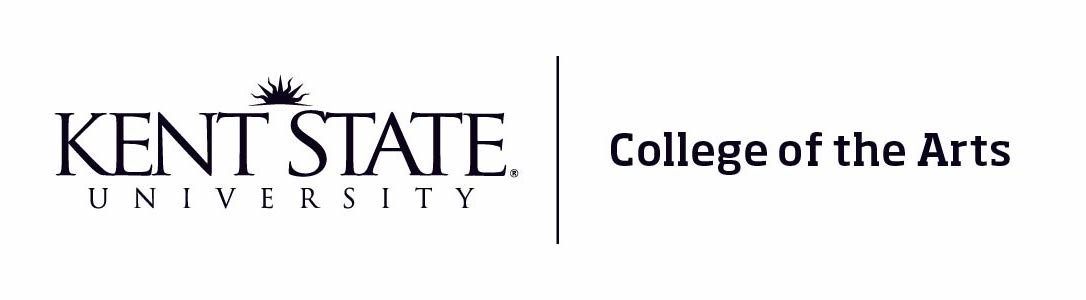 KENT STATE®
UNIVERSITY
College of the Arts